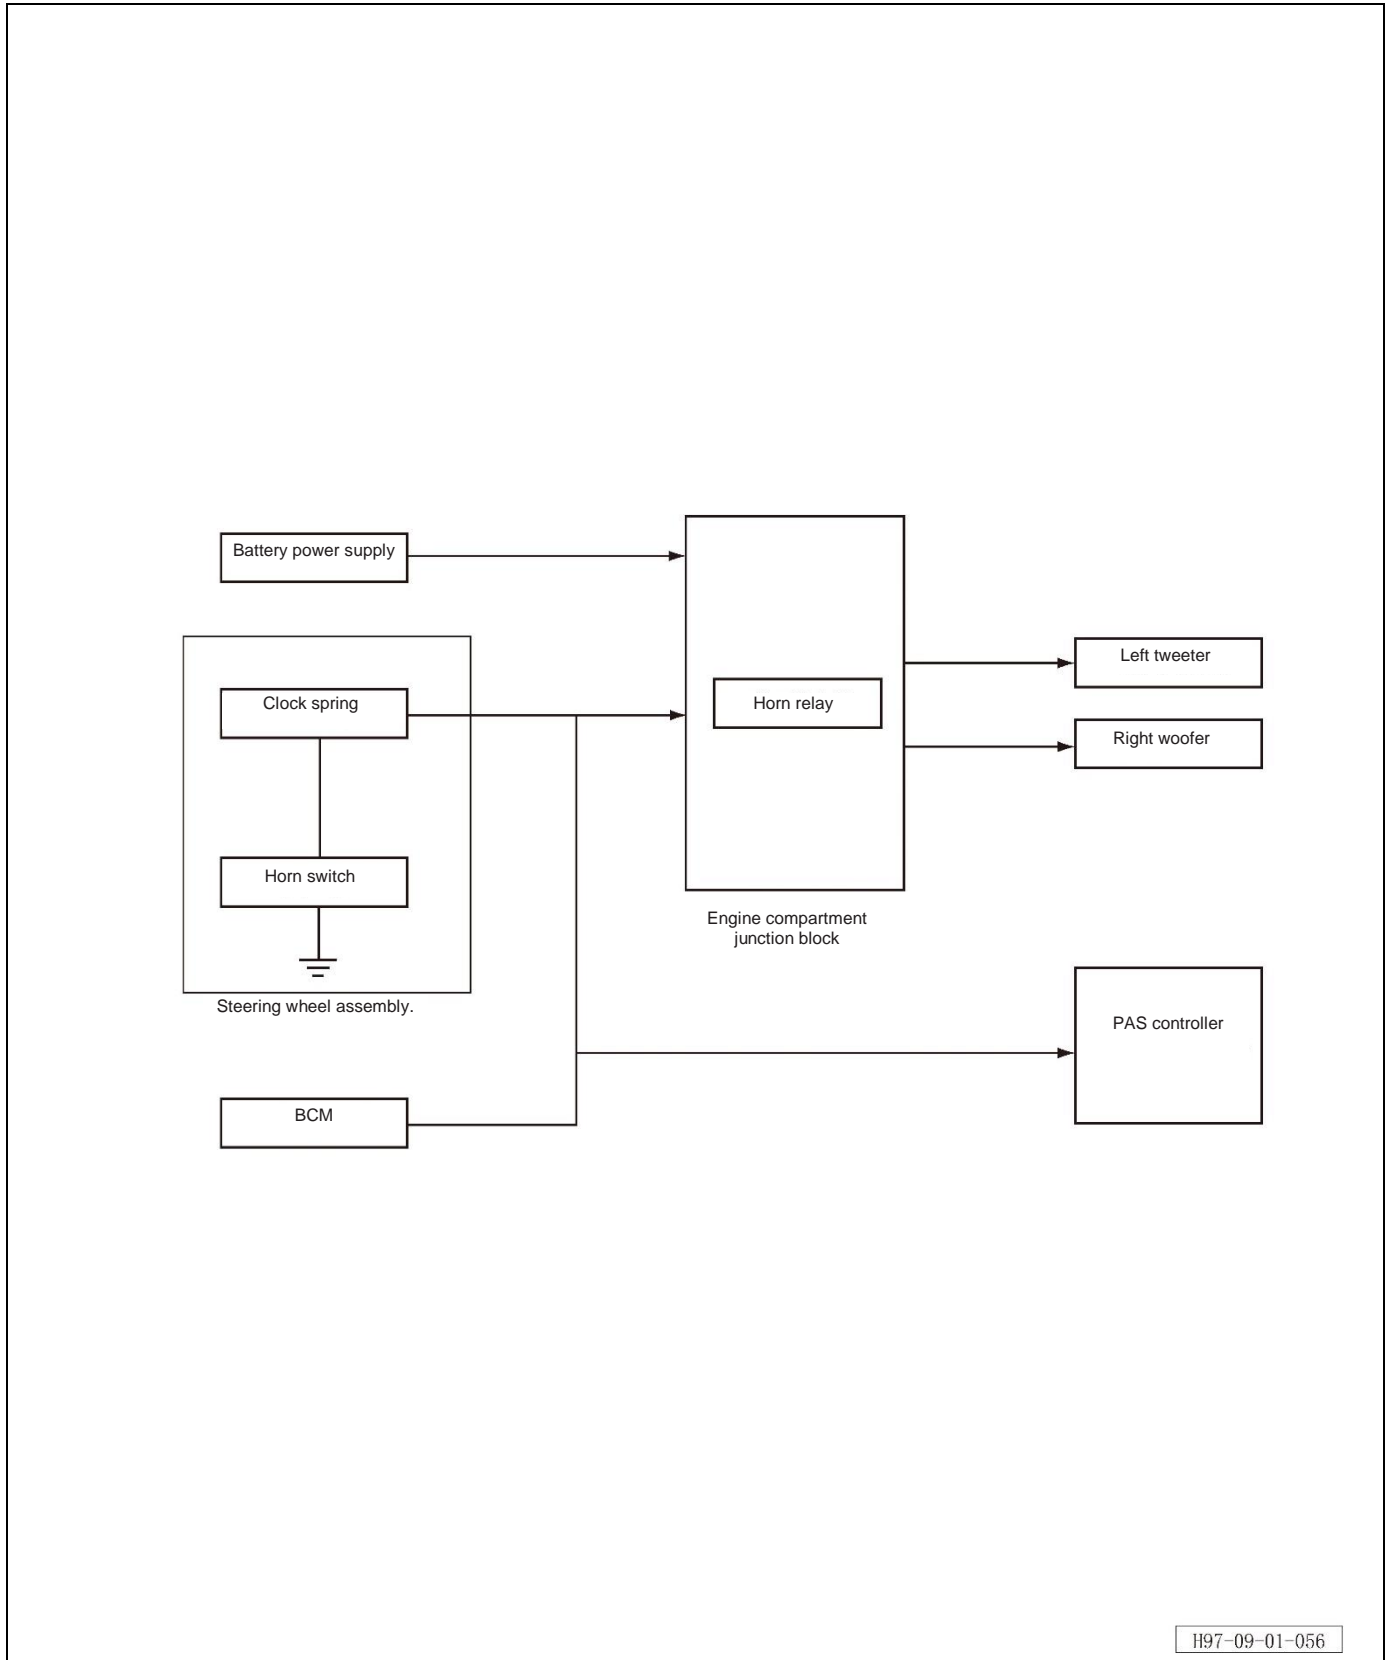 Battery power supply
Left tweeter
Clock spring
Horn relay
Right woofer
Horn switch
Engine compartment
junction block
Steering wheel assembly.
PAS controller
BCM
H97-09-01-056